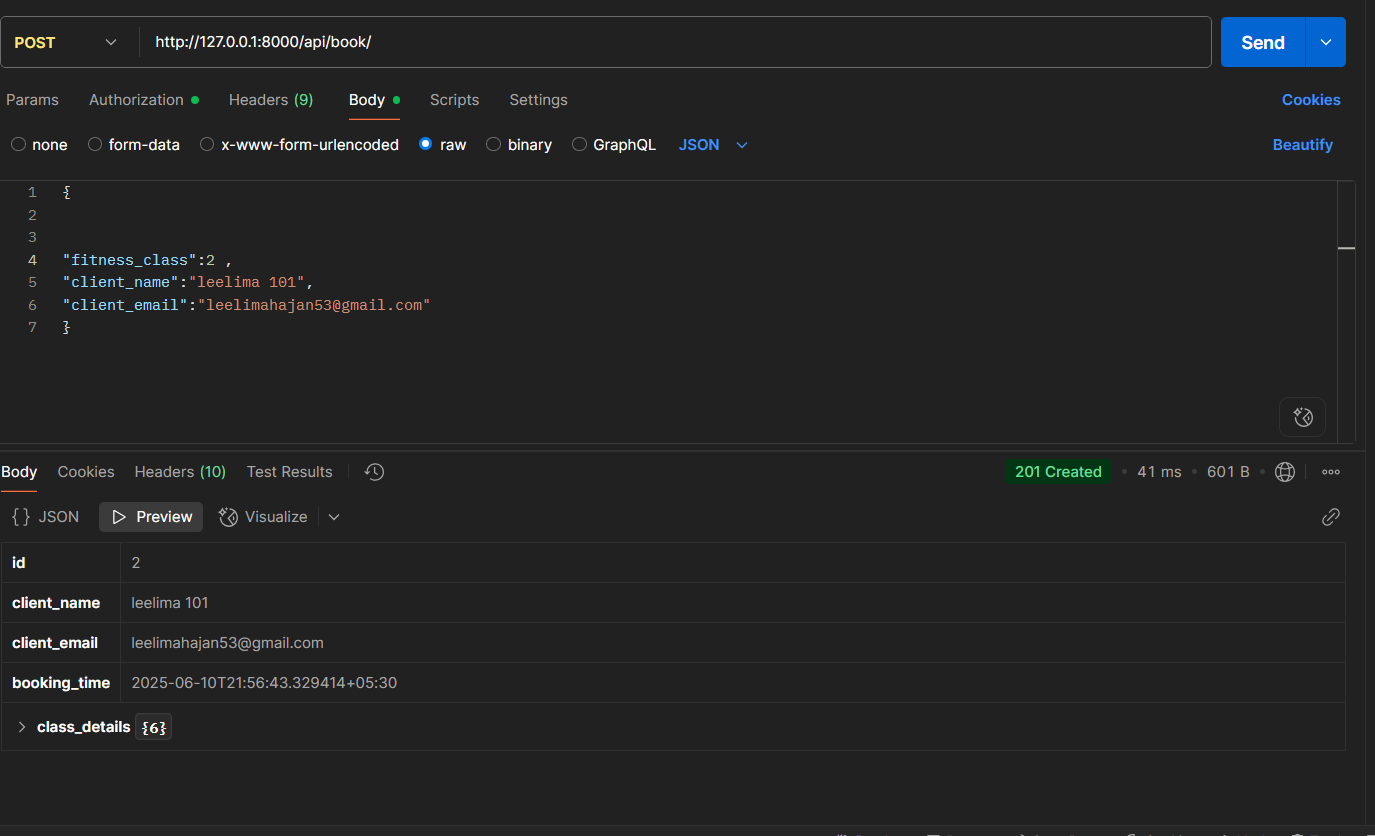 POST http://127.0.0.1:8000/api/book/ Send
Params Authorization Headers (9) Body Scripts Settings Cookies
none form-data x-www-form-urlencoded raw binary GraphQL JSON Beautify
1 {
2
3
4 "fitness_class":2 ,
5 "client_name":"leelima 101",
6 "client_email":"leelimahajan53@gmail.com"
7 }
Body Cookies Headers (10) Test Results 201 Created • 41 ms • 601 B •
{} JSON Preview Visualize
id 2
client_name leelima 101
client_email leelimahajan53@gmail.com
booking_time 2025-06-10T21:56:43.329414+05:30
class_details {6}